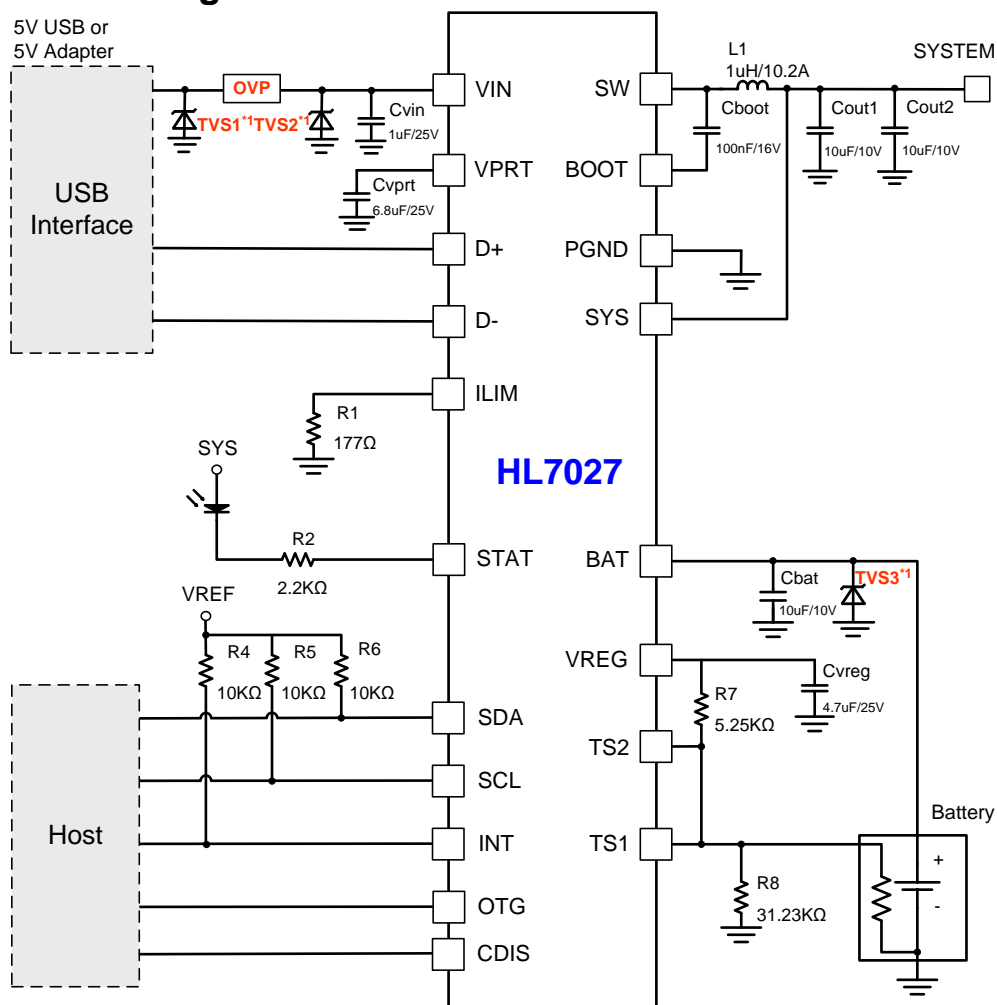 5V USB or
5V Adapter
USB
Interface
OVP
TVS1*1TVS2*1
Cvin
1uF/25V
Cvprt
6.8uF/25V
VIN
VPRT
D+
D-
ILIM
R1
177Ω
SYS
R2
2.2KΩ
STAT
VREF
R4
R5
R6
10KΩ
10KΩ
10KΩ
Host
SDA
SCL
INT
OTG
CDIS
HL7027
SW
BOOT
PGND
SYS
L1
1uH/10.2A
SYSTEM
Cboot
100nF/16V
Cout1
10uF/10V
Cout2
10uF/10V
BAT
Cbat
10uF/10V
TVS3*1
VREG
R7
5.25KΩ
Cvreg
4.7uF/25V
TS2
TS1
R8
31.23KΩ
Battery
+
-